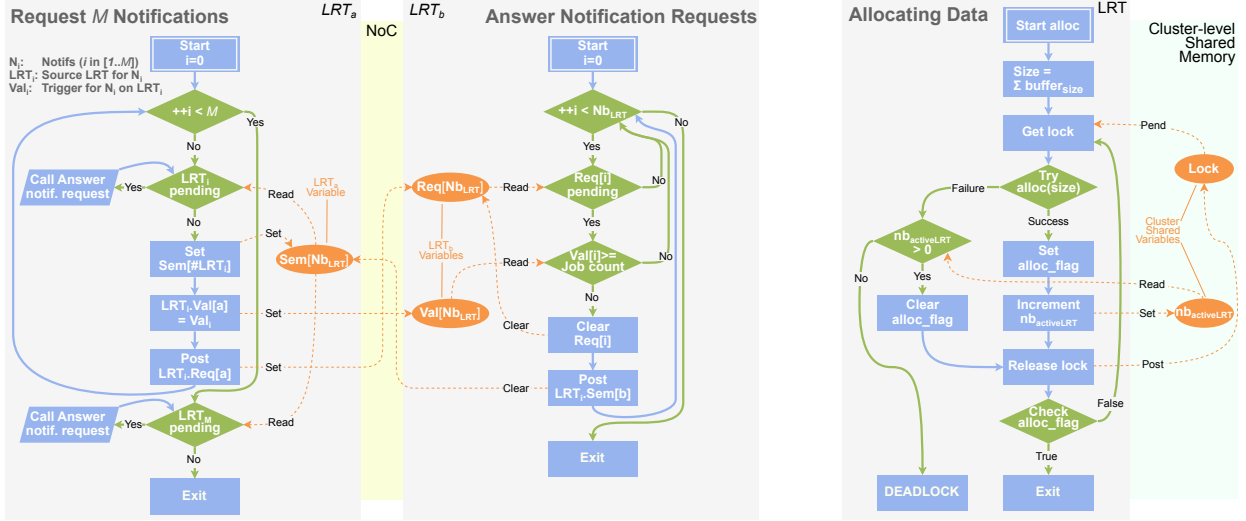 Request M Notifications
LRTa
Ni: Notifs (i in [1..M])
LRTi: Source LRT for Ni
Vali: Trigger for Ni on LRTi
Start
i=0
++i < M
Yes
No
LRTi
pending
Yes
Call Answer
notif. request
No
Set
Sem[#LRTi]
LRTi.Val[a]
= Vali
Post
LRTi.Req[a]
LRTM
pending
Yes
Call Answer
notif. request
No
Exit
Read
Set
LRTa
Variable
Sem[NbLRT]
Set
Set
Read
NoC
LRTb
Answer Notification Requests
Start
i=0
++i < NbLRT
No
Yes
Req[NbLRT]
Read
Req[i]
pending
No
Yes
LRTb
Variables
Read
Val[i]>=
Job count
No
No
Val[NbLRT]
Clear
Clear
Req[i]
Clear
Post
LRTi.Sem[b]
Exit
Allocating Data
LRT
Cluster-level
Shared
Memory
Start alloc
Size =
Σ buffersize
Get lock
Pend
Lock
Try
alloc(size)
Failure
Success
nbactiveLRT
> 0
No
Yes
Set
alloc_flag
Cluster
Shared
Variables
Read
Clear
alloc_flag
Increment
nbactiveLRT
Set
nbactiveLRT
Release lock
Post
Check
alloc_flag
False
True
DEADLOCK
Exit